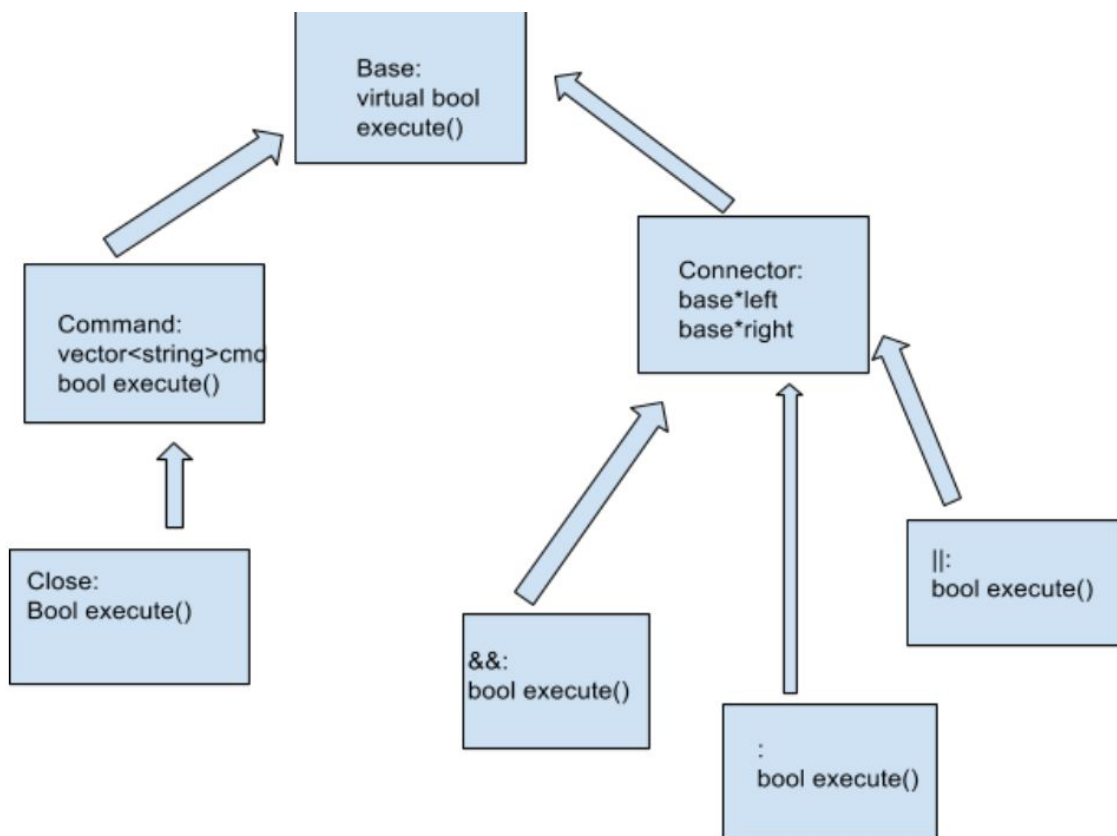 Base:
virtual bool
execute()
Connector:
base*left
base*right
Command:
vector<string>cmd
bool execute()
Close:
Bool execute()
||:
bool execute()
&&:
bool execute()
:
bool execute()